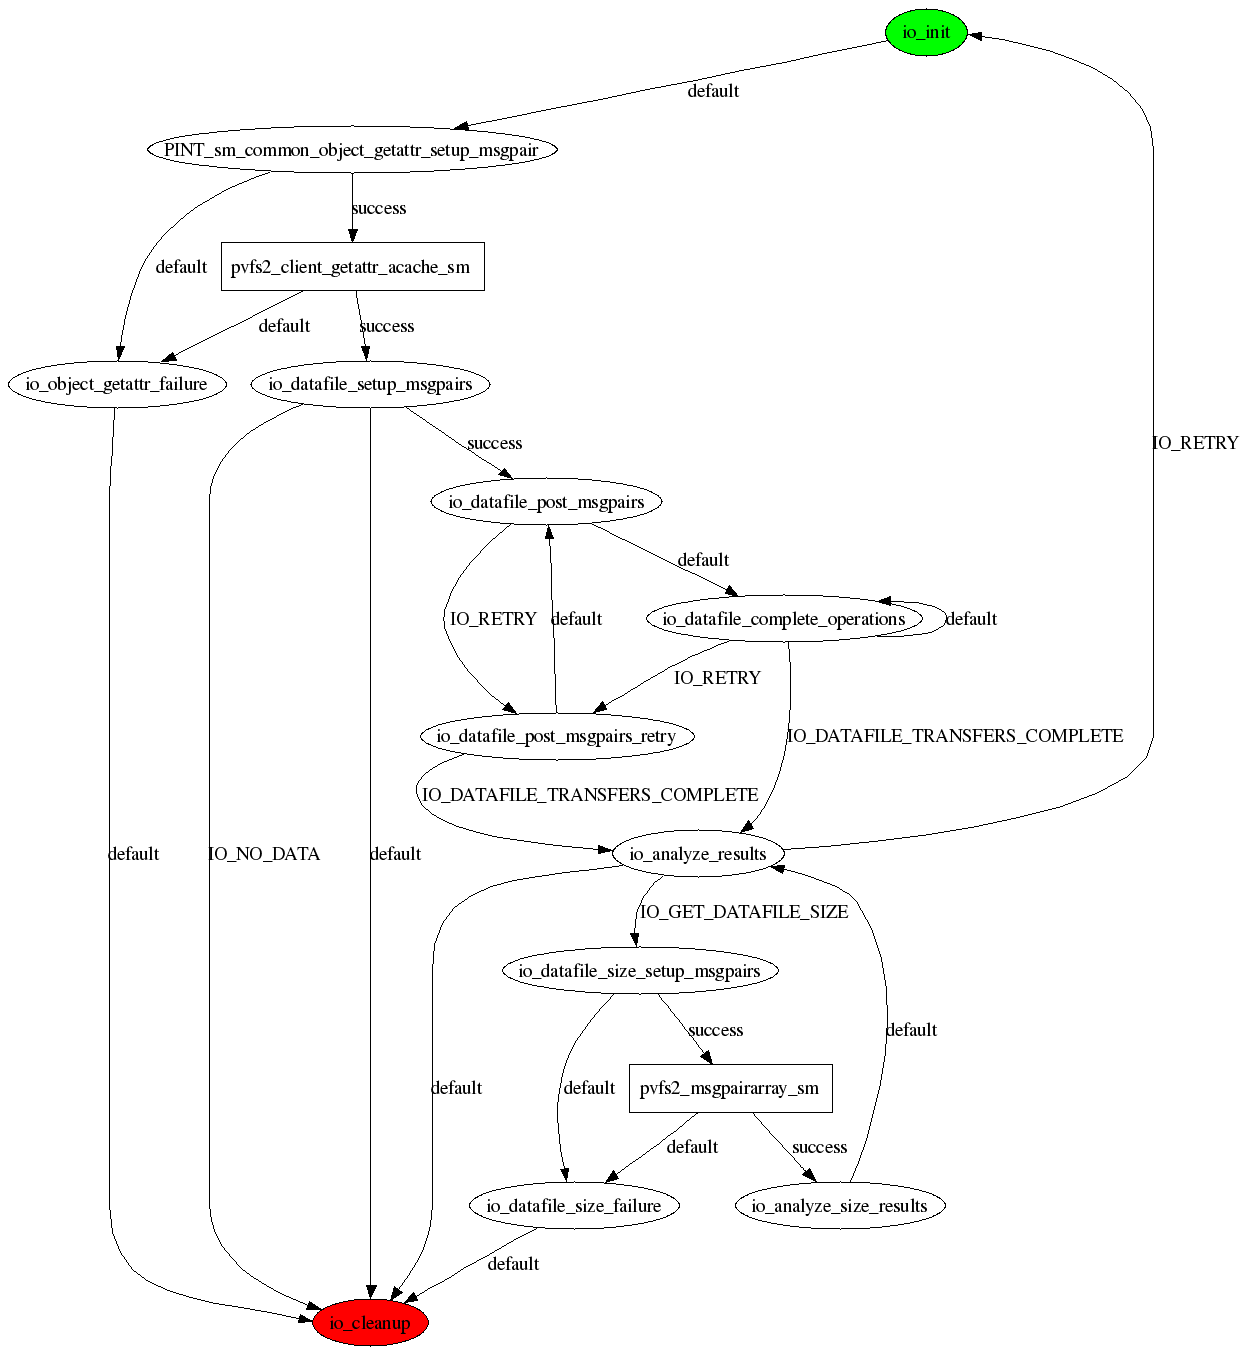 io_init
default
PINT_sm_common_object_getattr_setup_msgpair
success
default
pvfs2_client_getattr_acache_sm
default
success
io_object_getattr_failure
io_datafile_setup_msgpairs
success
IO_RETRY
io_datafile_post_msgpairs
default
IO_RETRY
default
io_datafile_complete_operations
default
IO_RETRY
io_datafile_post_msgpairs_retry
IO_DATAFILE_TRANSFERS_COMPLETE
IO_DATAFILE_TRANSFERS_COMPLETE
default
IO_NO_DATA
default
io_analyze_results
IO_GET_DATAFILE_SIZE
io_datafile_size_setup_msgpairs
success
default
default
default
pvfs2_msgpairarray_sm
default
success
io_datafile_size_failure
io_analyze_size_results
default
io_cleanup